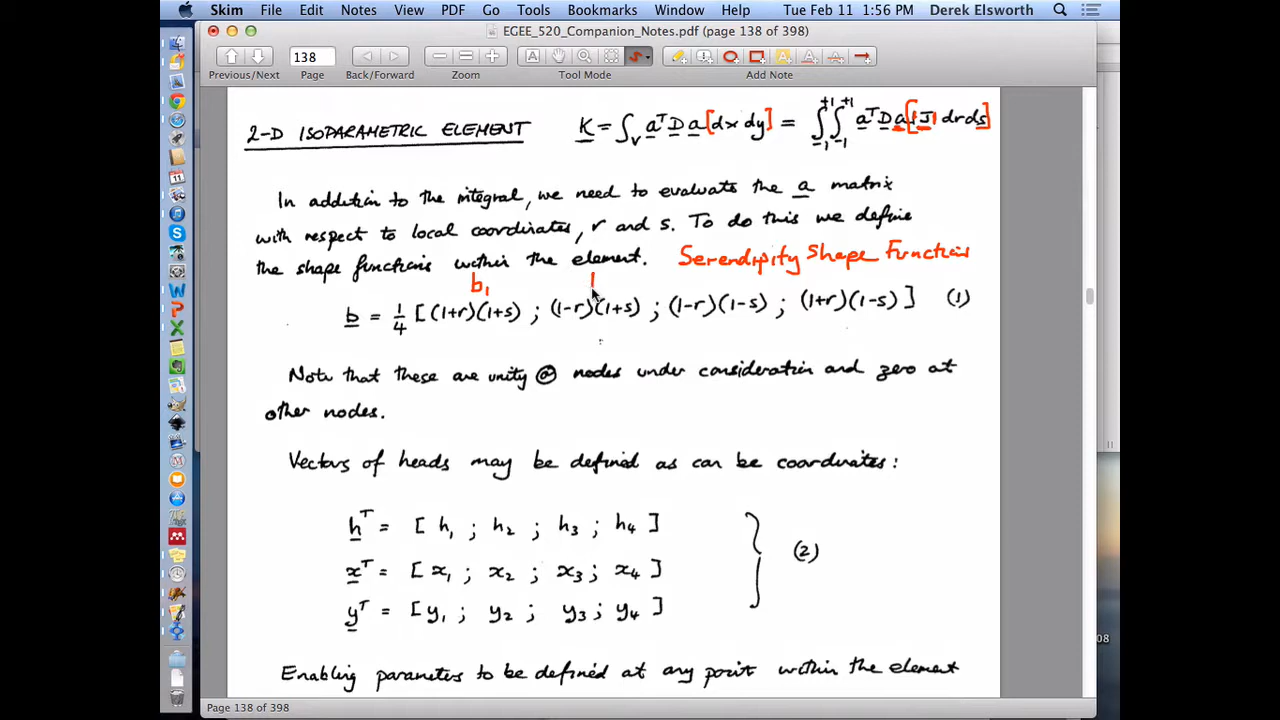 Skim File Edit Notes View PDF Go Tools Bookmarks Window Help Tue Feb 11 1:56 PM Derek Elsworth
EGEE_520_Companion_Notes.pdf (page 138 of 398)
138
Previous/Next Page Back/Forward Zoom Tool Mode Add Note
2-D ISOPARAMETRIC ELEMENT K = ∫v aᵀ D a [dx dy] = ∫₋₁⁺¹ ∫₋₁⁺¹ aᵀ D a [|J| dr ds]
In addition to the integral, we need to evaluate the a matrix
with respect to local coordinates, r and s. To do this we define
the shape functions within the element. Serendipity Shape Functions
b₁
b = 1/4 [(1+r)(1+s) ; (1-r)(1+s) ; (1-r)(1-s) ; (1+r)(1-s)] (1)
Note that these are unity @ nodes under consideration and zero at
other nodes.
Vectors of heads may be defined as can be coordinates:
hᵀ = [ h₁ ; h₂ ; h₃ ; h₄ ]
xᵀ = [ x₁ ; x₂ ; x₃ ; x₄ ] (2)
yᵀ = [ y₁ ; y₂ ; y₃ ; y₄ ]
Enabling parameters to be defined at any point within the element
Page 138 of 398